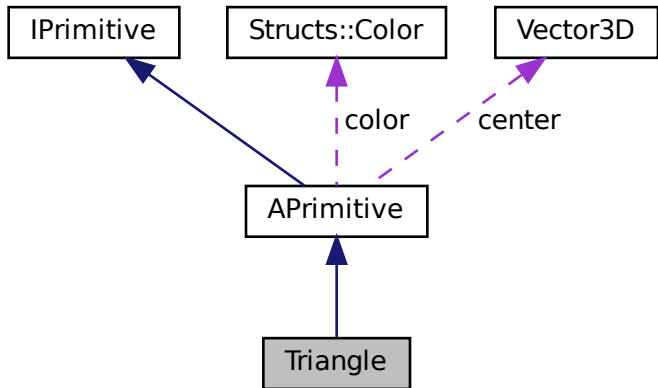 IPrimitive
Structs::Color
Vector3D
color
center
APrimitive
Triangle